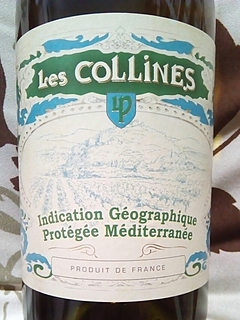 Les COLLINES
LP
Indication Géographique
Protégée Méditerranée
PRODUIT DE FRANCE